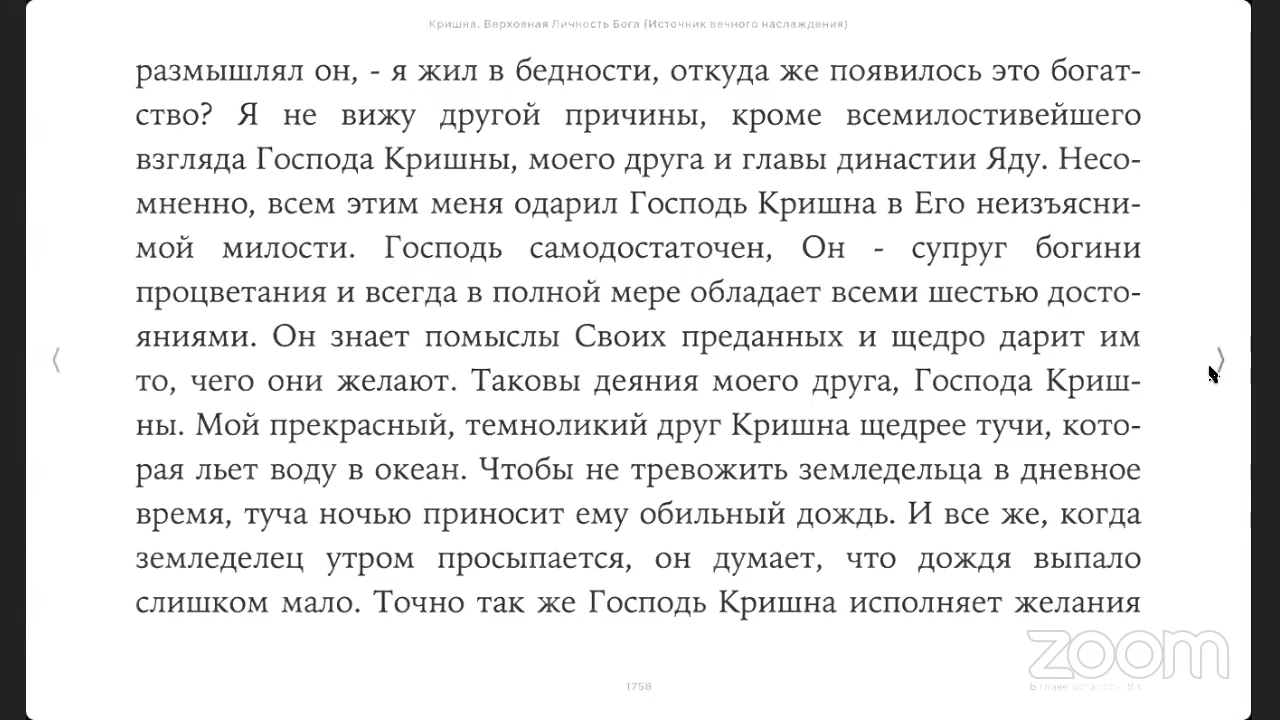 Кришна. Верховная Личность Бога (Источник вечного наслаждения)
размышлял он, - я жил в бедности, откуда же появилось это богат-
ство? Я не вижу другой причины, кроме всемилостивейшего
взгляда Господа Кришны, моего друга и главы династии Яду. Несо-
мненно, всем этим меня одарил Господь Кришна в Его неизъясни-
мой милости. Господь самодостаточен, Он - супруг богини
процветания и всегда в полной мере обладает всеми шестью досто-
яниями. Он знает помыслы Своих преданных и щедро дарит им
то, чего они желают. Таковы деяния моего друга, Господа Криш-
ны. Мой прекрасный, темноликий друг Кришна щедрее тучи, кото-
рая льет воду в океан. Чтобы не тревожить земледельца в дневное
время, туча ночью приносит ему обильный дождь. И все же, когда
земледелец утром просыпается, он думает, что дождя выпало
слишком мало. Точно так же Господь Кришна исполняет желания
zoom
1758
В главе осталось: 8 с